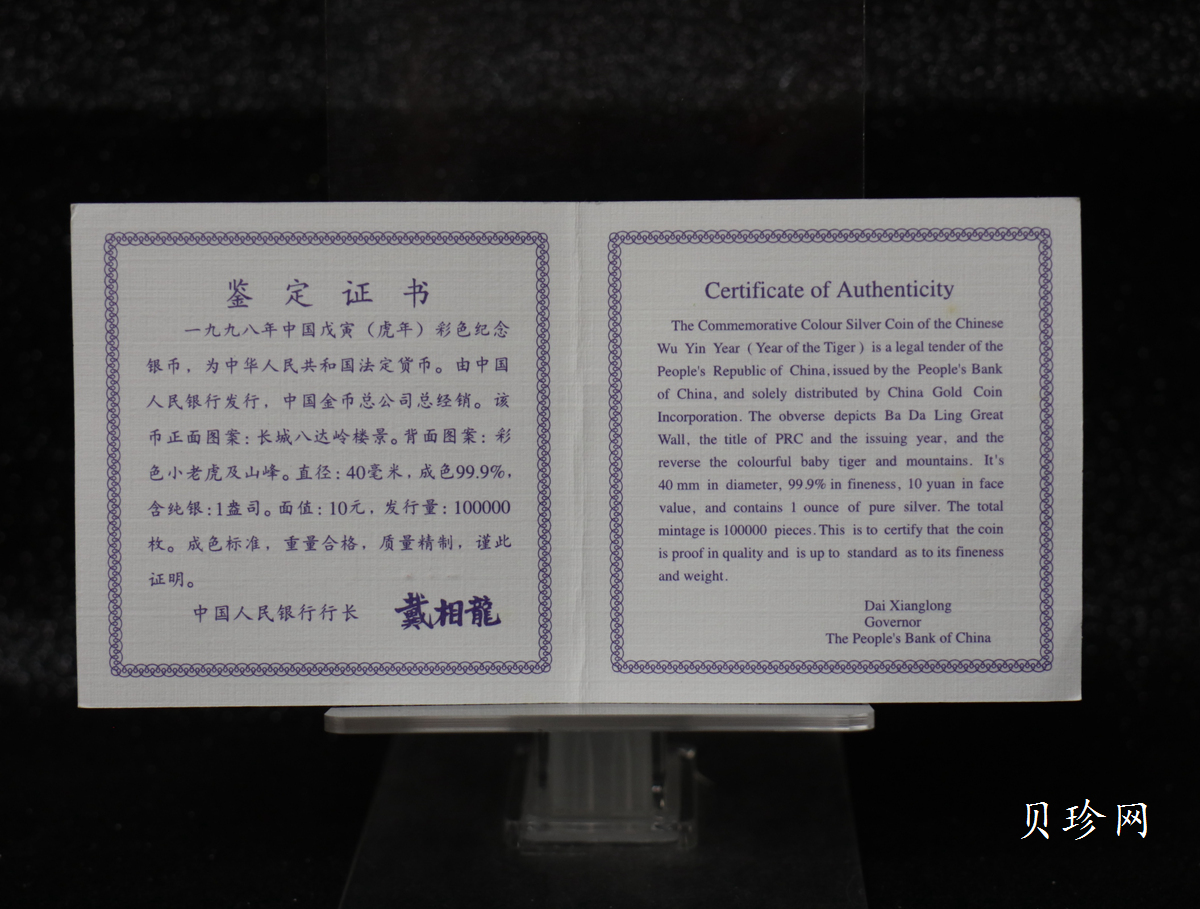 鉴定证书
一九九八年中国戊寅（虎年）彩色纪念
银币，为中华人民共和国法定货币。由中国
人民银行发行，中国金币总公司总经销。该
币正面图案：长城八达岭楼景。背面图案：彩
色小老虎及山峰。直径：40毫米，成色99.9%，
含纯银：1盎司。面值：10元，发行量：100000
枚。成色标准，重量合格，质量精制，谨此
证明。
中国人民银行行长 戴相龍
Certificate of Authenticity
The Commemorative Colour Silver Coin of the Chinese
Wu Yin Year ( Year of the Tiger ) is a legal tender of the
People's Republic of China, issued by the People's Bank
of China, and solely distributed by China Gold Coin
Incorporation. The obverse depicts Ba Da Ling Great
Wall, the title of PRC and the issuing year, and the
reverse the colourful baby tiger and mountains. It's
40 mm in diameter, 99.9% in fineness, 10 yuan in face
value, and contains 1 ounce of pure silver. The total
mintage is 100000 pieces. This is to certify that the coin
is proof in quality and is up to standard as to its fineness
and weight.
Dai Xianglong
Governor
The People's Bank of China
贝珍网